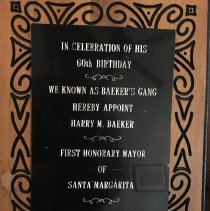 IN CELEBRATION OF HIS
60th BIRTHDAY
WE KNOWN AS BAEKER'S GANG
HEREBY APPOINT
HARRY M. BAEKER
FIRST HONORARY MAYOR
OF
SANTA MARGARITA